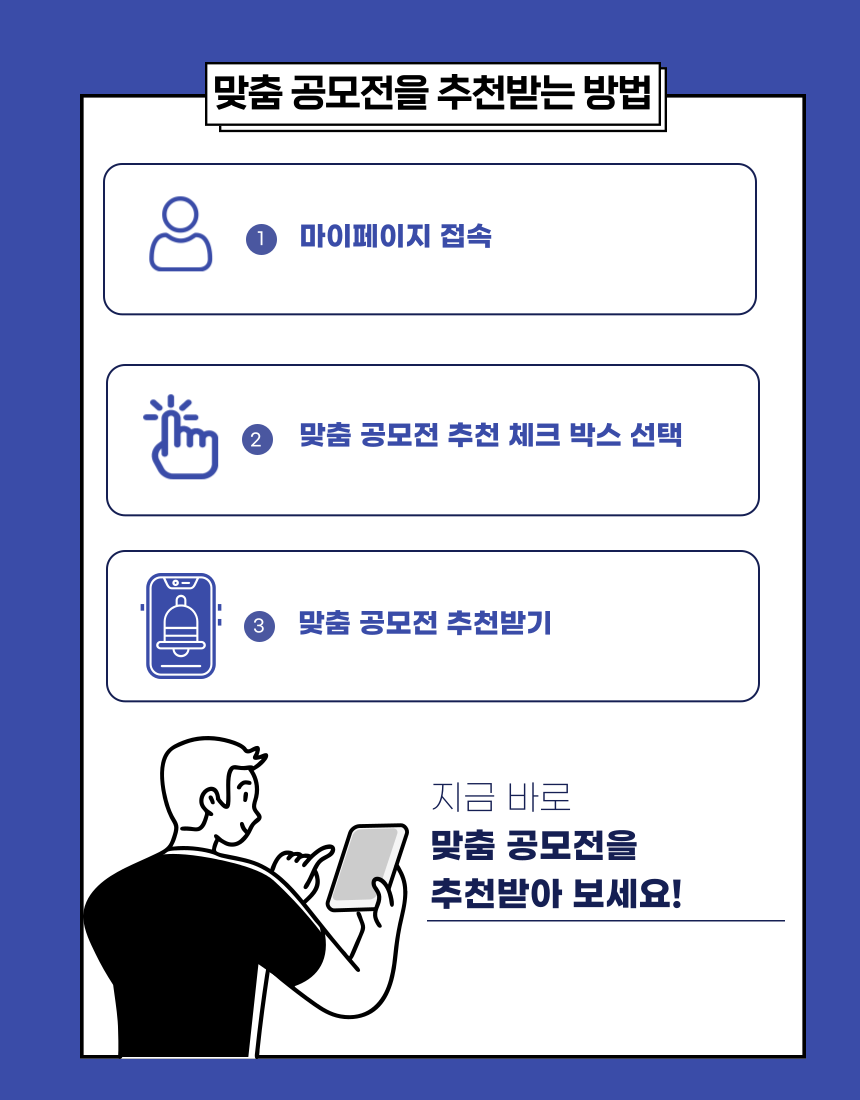 맞춤 공모전을 추천받는 방법
1 마이페이지 접속
2 맞춤 공모전 추천 체크 박스 선택
3 맞춤 공모전 추천받기
지금 바로
맞춤 공모전을
추천받아 보세요!